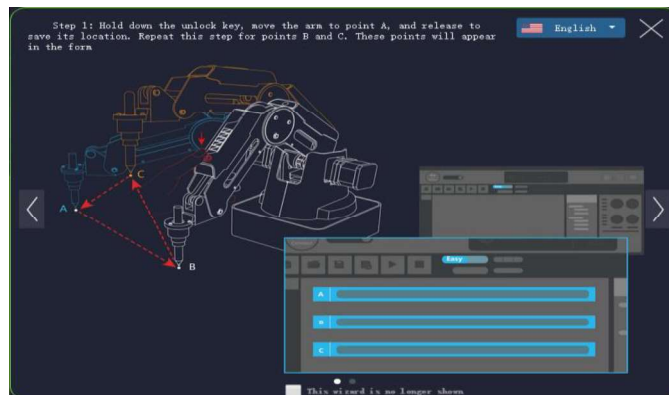 Step 1: Hold down the unlock key, move the arm to point A, and release to
save its location. Repeat this step for points B and C. These points will appear
in the form
English
C
A
B
Easy
A
B
C
This wizard is no longer shown